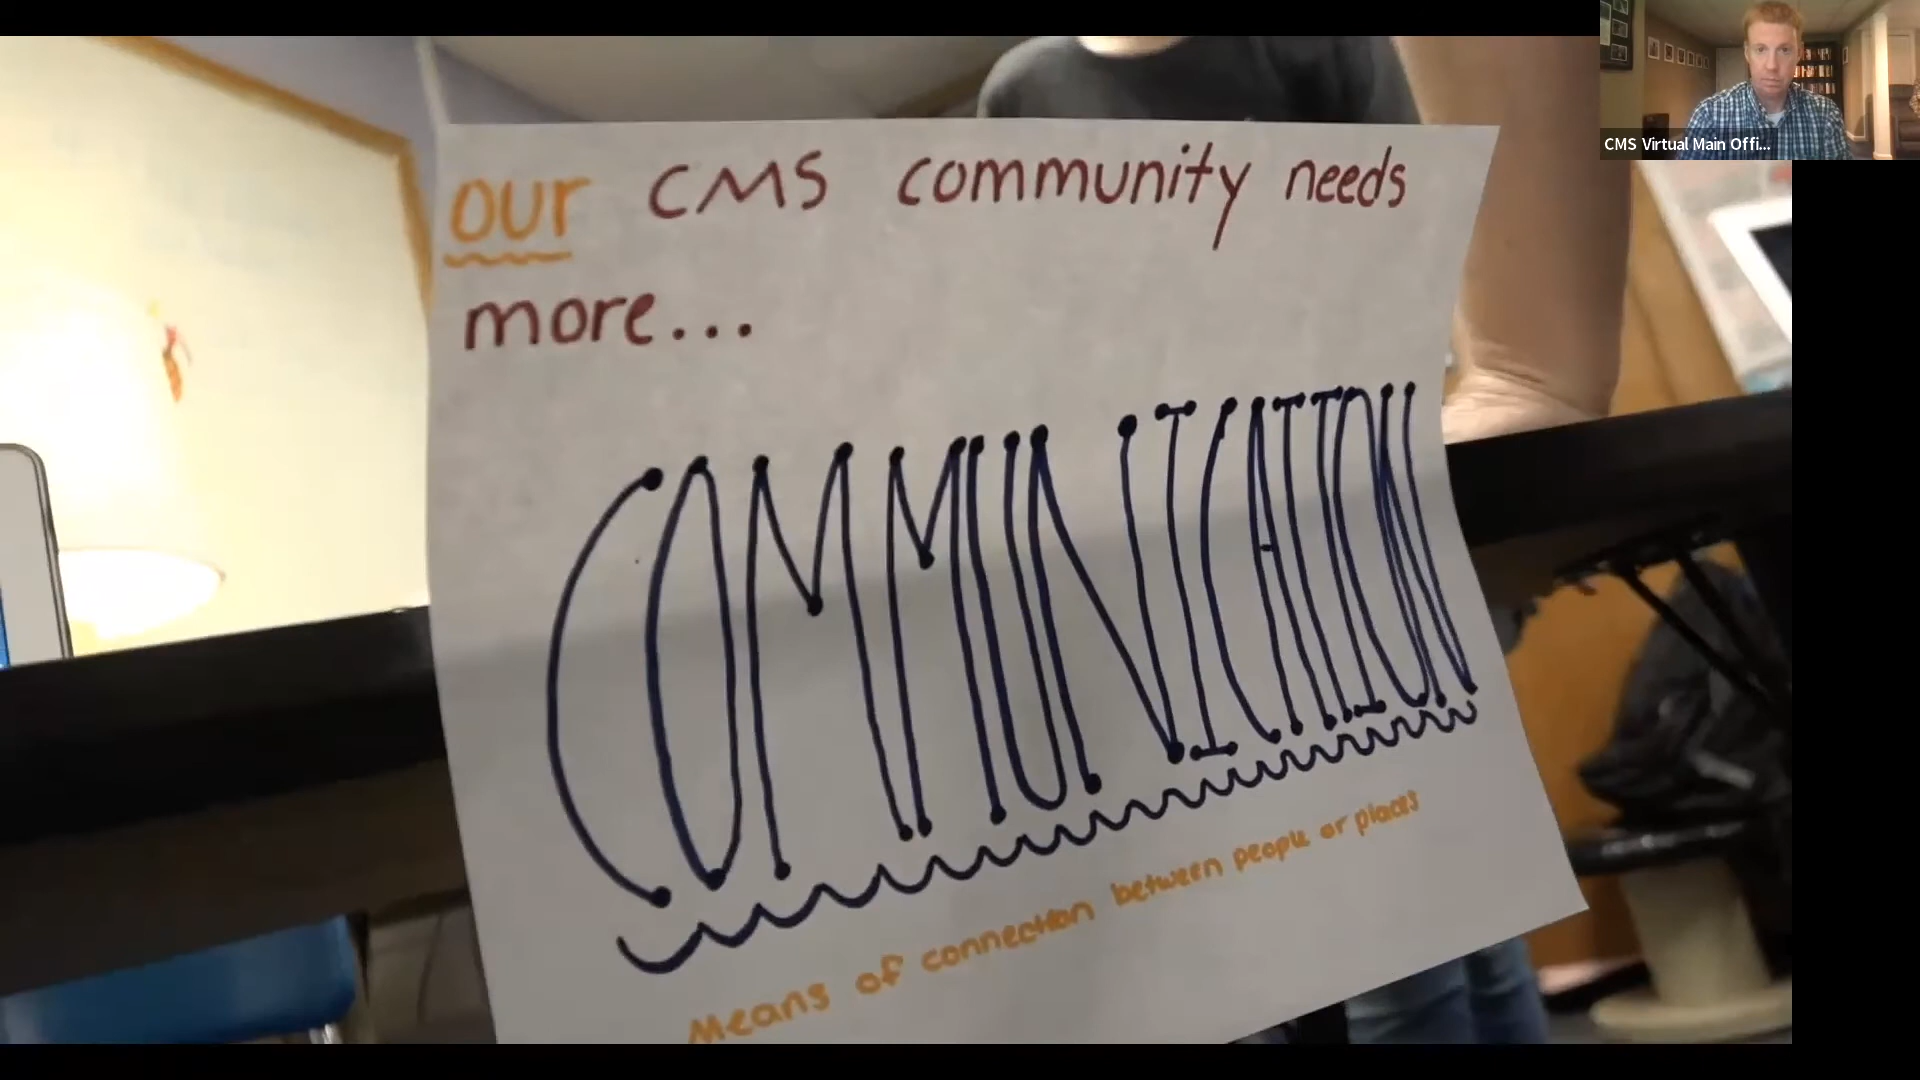 CMS Virtual Main Offi...
our CMS community needs
more...
COMMUNICATION
Means of connection between people or places